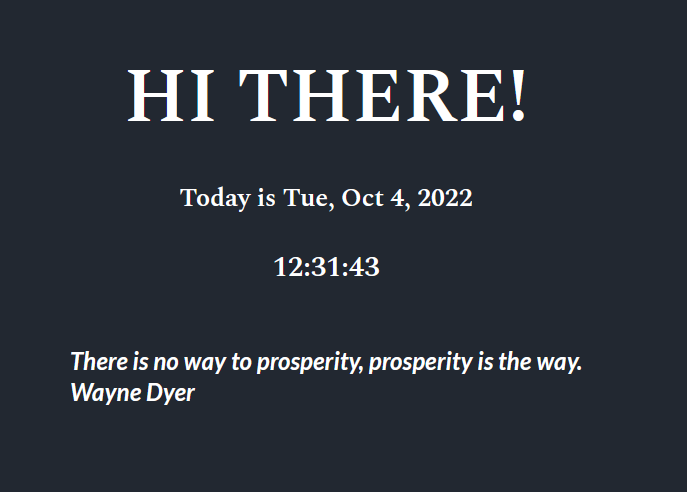 HI THERE!
Today is Tue, Oct 4, 2022
12:31:43
There is no way to prosperity, prosperity is the way.
Wayne Dyer